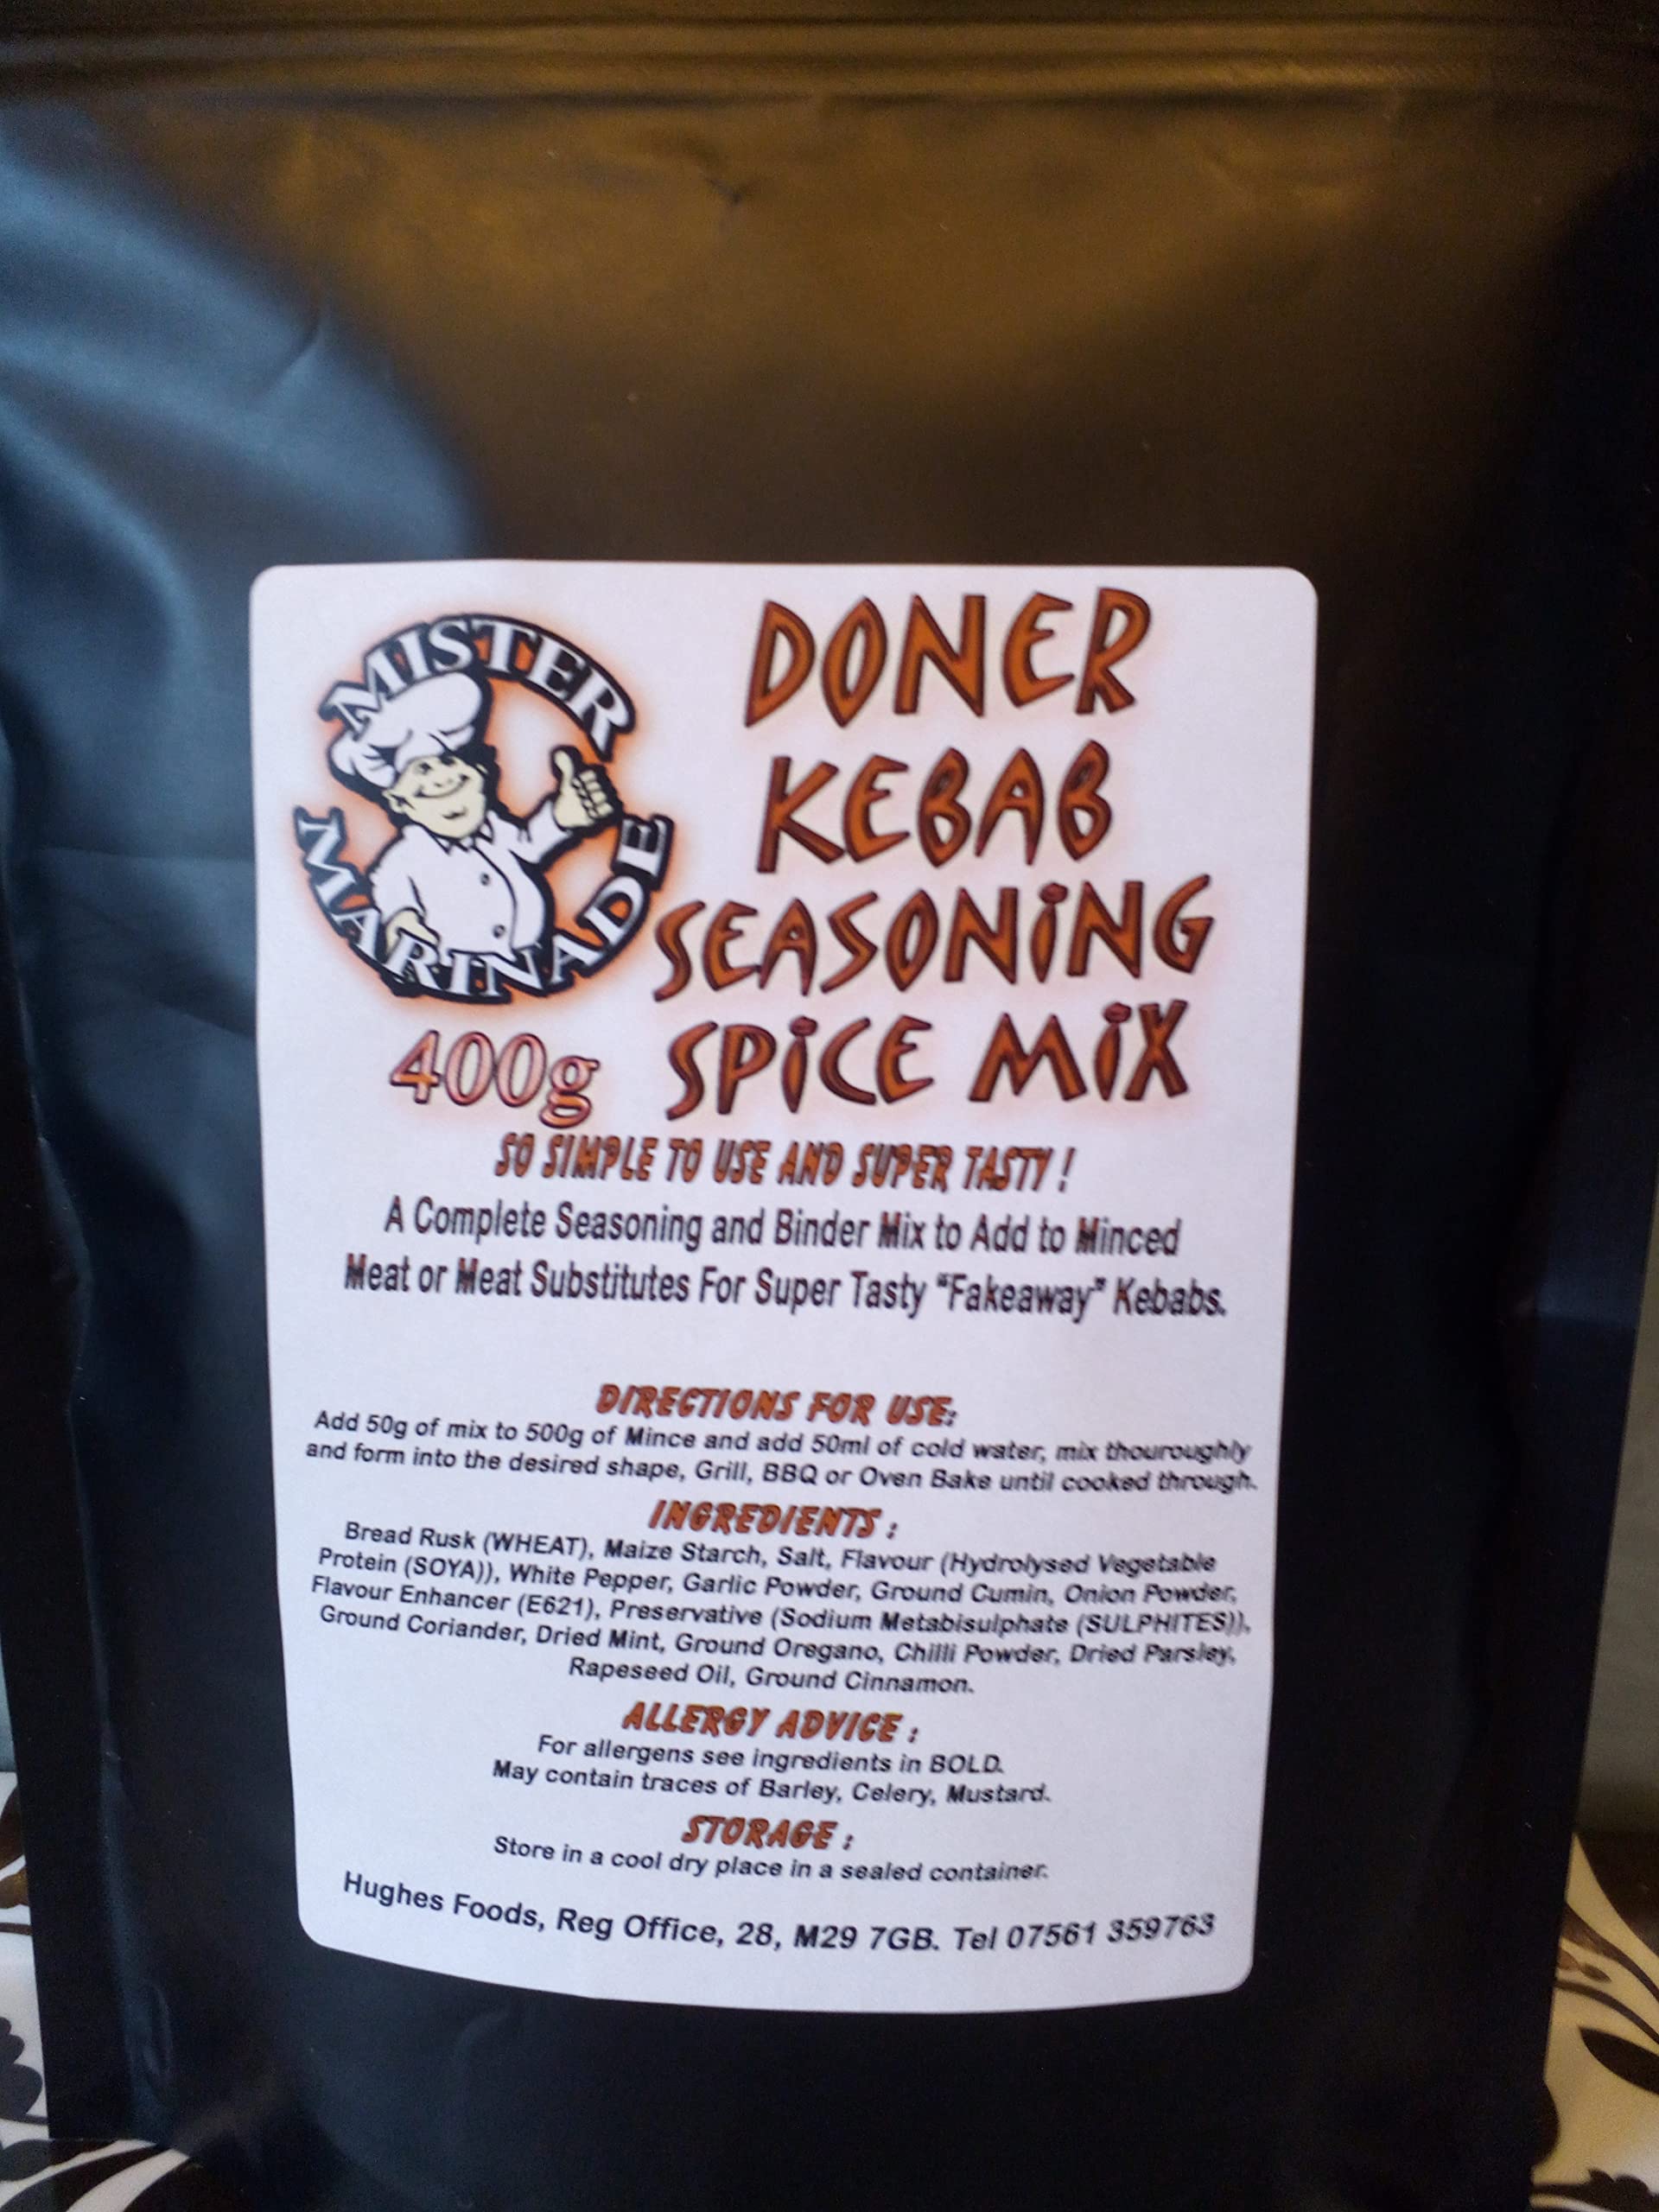 MISTER
MARINADE
DONER
KEBAB
SEASONiNG
400g SPiCE MiX
SO SIMPLE TO USE AND SUPER TASTY !
A Complete Seasoning and Binder Mix to Add to Minced
Meat or Meat Substitutes For Super Tasty "Fakeaway" Kebabs.
DIRECTIONS FOR USE:
Add 50g of mix to 500g of Mince and add 50ml of cold water, mix thouroughly
and form into the desired shape, Grill, BBQ or Oven Bake until cooked through.
INGREDIENTS :
Bread Rusk (WHEAT), Maize Starch, Salt, Flavour (Hydrolysed Vegetable
Protein (SOYA)), White Pepper, Garlic Powder, Ground Cumin, Onion Powder,
Flavour Enhancer (E621), Preservative (Sodium Metabisulphate (SULPHITES)),
Ground Coriander, Dried Mint, Ground Oregano, Chilli Powder, Dried Parsley,
Rapeseed Oil, Ground Cinnamon.
ALLERGY ADVICE :
For allergens see ingredients in BOLD.
May contain traces of Barley, Celery, Mustard.
STORAGE :
Store in a cool dry place in a sealed container.
Hughes Foods, Reg Office, 28, M29 7GB. Tel 07561 359763